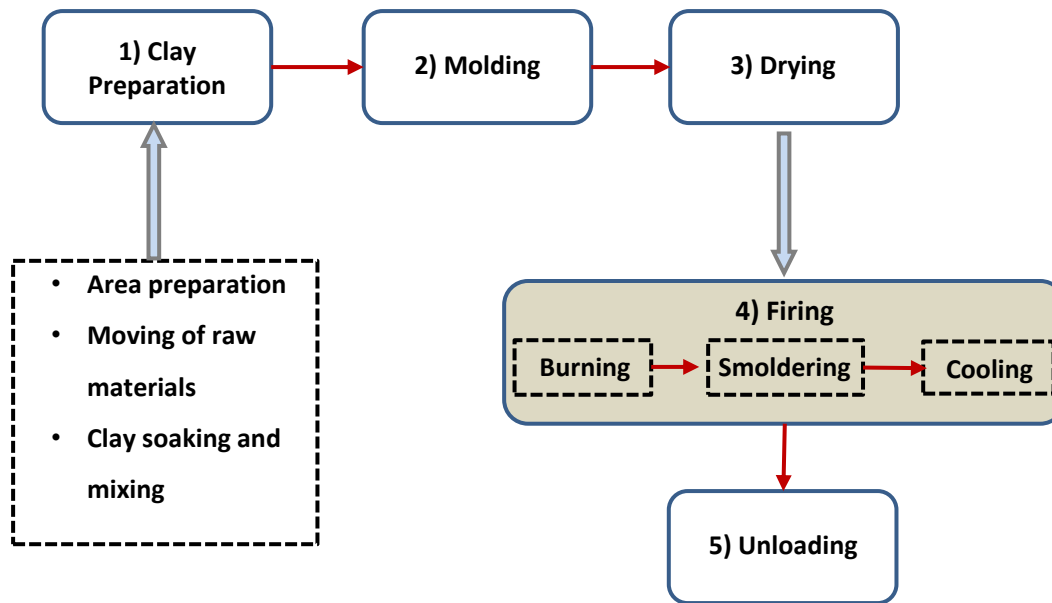 1) Clay
Preparation
2) Molding
3) Drying
• Area preparation
• Moving of raw
materials
• Clay soaking and
mixing
4) Firing
Burning
Smoldering
Cooling
5) Unloading